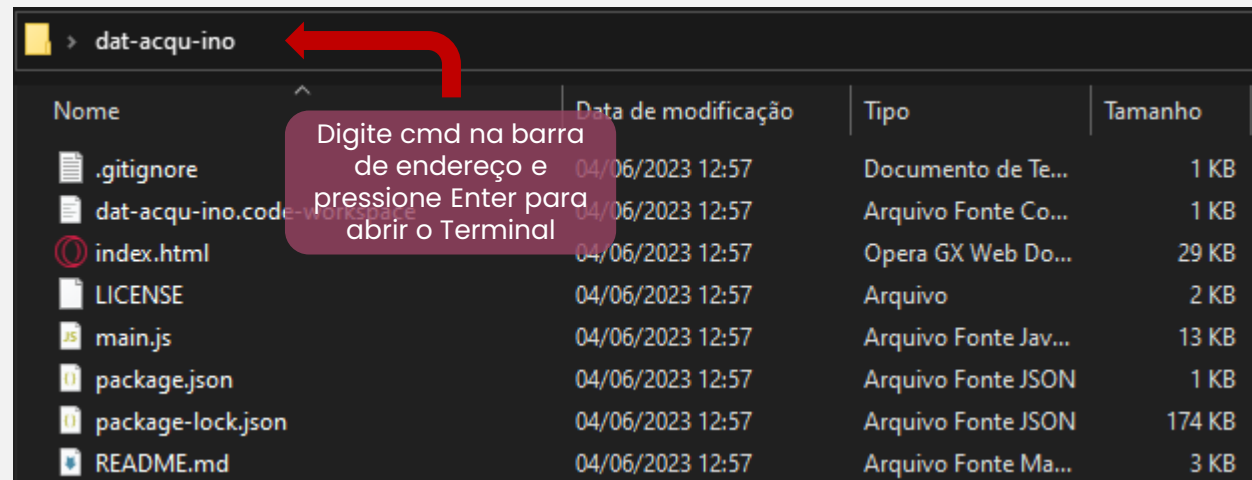 > dat-acqu-ino
Nome Data de modificação Tipo Tamanho
Digite cmd na barra
de endereço e
pressione Enter para
abrir o Terminal
.gitignore 04/06/2023 12:57 Documento de Te... 1 KB
dat-acqu-ino.code-workspace 04/06/2023 12:57 Arquivo Fonte Co... 1 KB
index.html 04/06/2023 12:57 Opera GX Web Do... 29 KB
LICENSE 04/06/2023 12:57 Arquivo 2 KB
main.js 04/06/2023 12:57 Arquivo Fonte Jav... 13 KB
package.json 04/06/2023 12:57 Arquivo Fonte JSON 1 KB
package-lock.json 04/06/2023 12:57 Arquivo Fonte JSON 174 KB
README.md 04/06/2023 12:57 Arquivo Fonte Ma... 3 KB